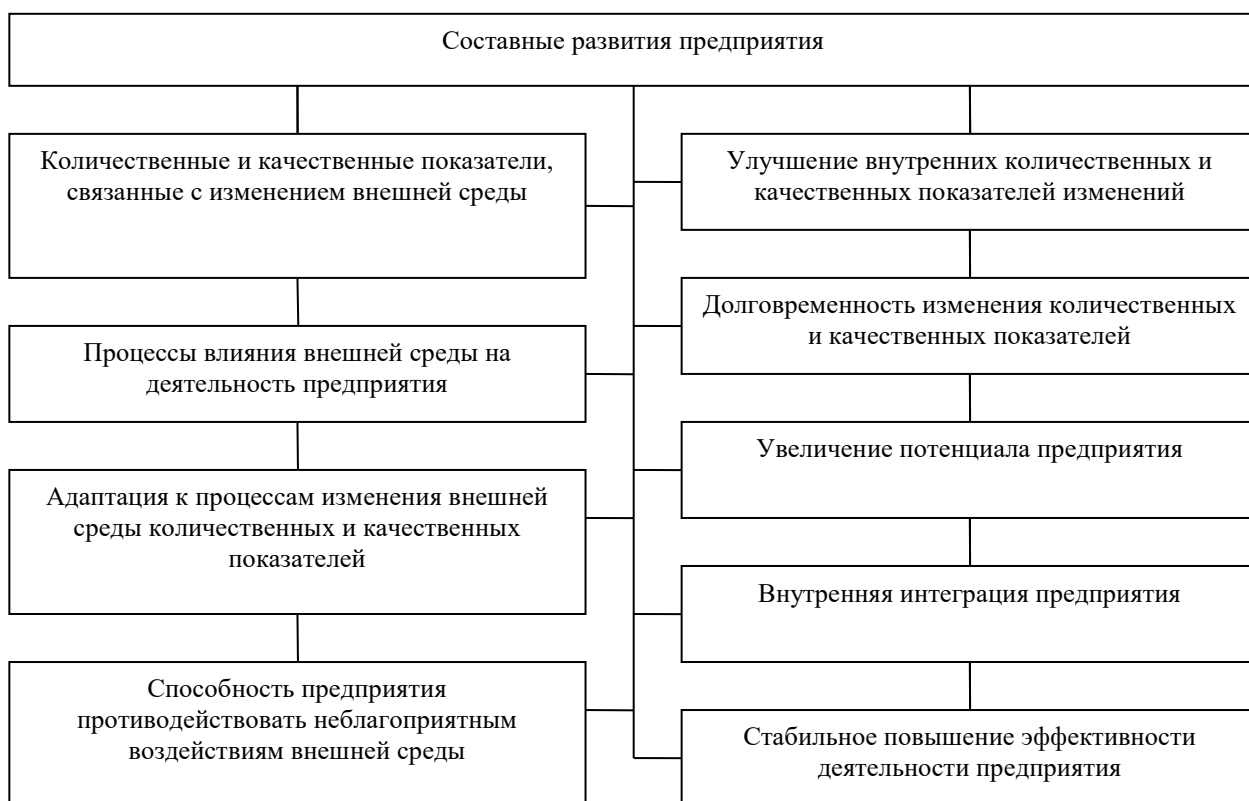 Составные развития предприятия
Количественные и качественные показатели,
связанные с изменением внешней среды
Процессы влияния внешней среды на
деятельность предприятия
Адаптация к процессам изменения внешней
среды количественных и качественных
показателей
Способность предприятия
противодействовать неблагоприятным
воздействиям внешней среды
Улучшение внутренних количественных и
качественных показателей изменений
Долговременность изменения количественных
и качественных показателей
Увеличение потенциала предприятия
Внутренняя интеграция предприятия
Стабильное повышение эффективности
деятельности предприятия